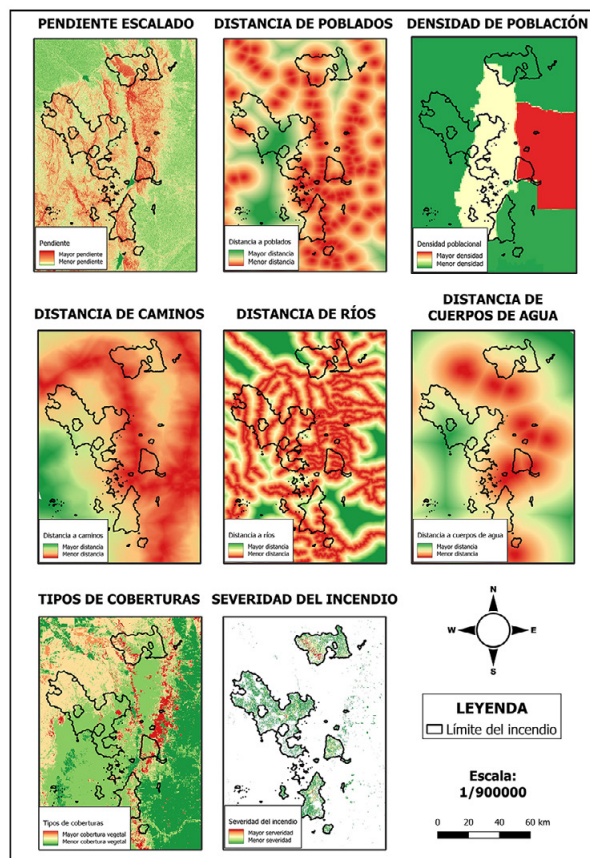 PENDIENTE ESCALADO
DISTANCIA DE POBLADOS
DENSIDAD DE POBLACIÓN
Pendiente
Mayor pendiente
Menor pendiente
Distancia a poblados
Mayor distancia
Menor distancia
Densidad poblacional
Mayor densidad
Menor densidad
DISTANCIA DE CAMINOS
DISTANCIA DE RÍOS
DISTANCIA DE
CUERPOS DE AGUA
Distancia a caminos
Mayor distancia
Menor distancia
Distancia a ríos
Mayor distancia
Menor distancia
Distancia a cuerpos de agua
Mayor distancia
Menor distancia
TIPOS DE COBERTURAS
SEVERIDAD DEL INCENDIO
Tipos de coberturas
Mayor cobertura vegetal
Menor cobertura vegetal
Severidad del incendio
Mayor serveridad
Menor severidad
N
W
E
S
LEYENDA
Límite del incendio
Escala:
1/900000
0 20 40 60 km